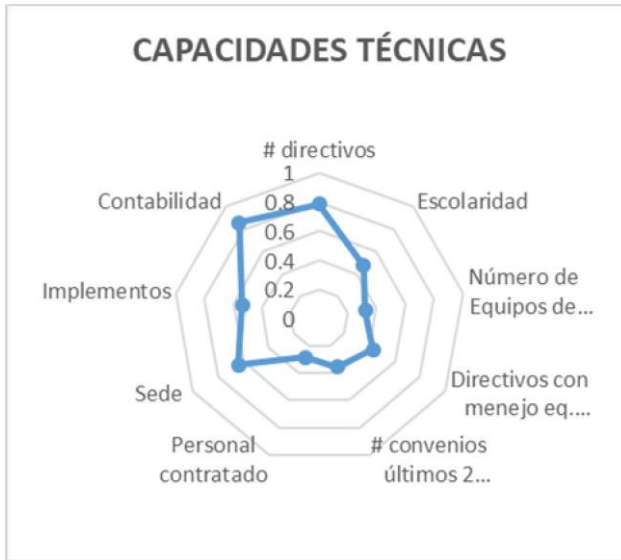 CAPACIDADES TÉCNICAS
# directivos
Escolaridad
Número de
Equipos de...
Directivos con
menejo eq....
# convenios
últimos 2...
Personal
contratado
Sede
Implementos
Contabilidad
1
0.8
0.6
0.4
0.2
0